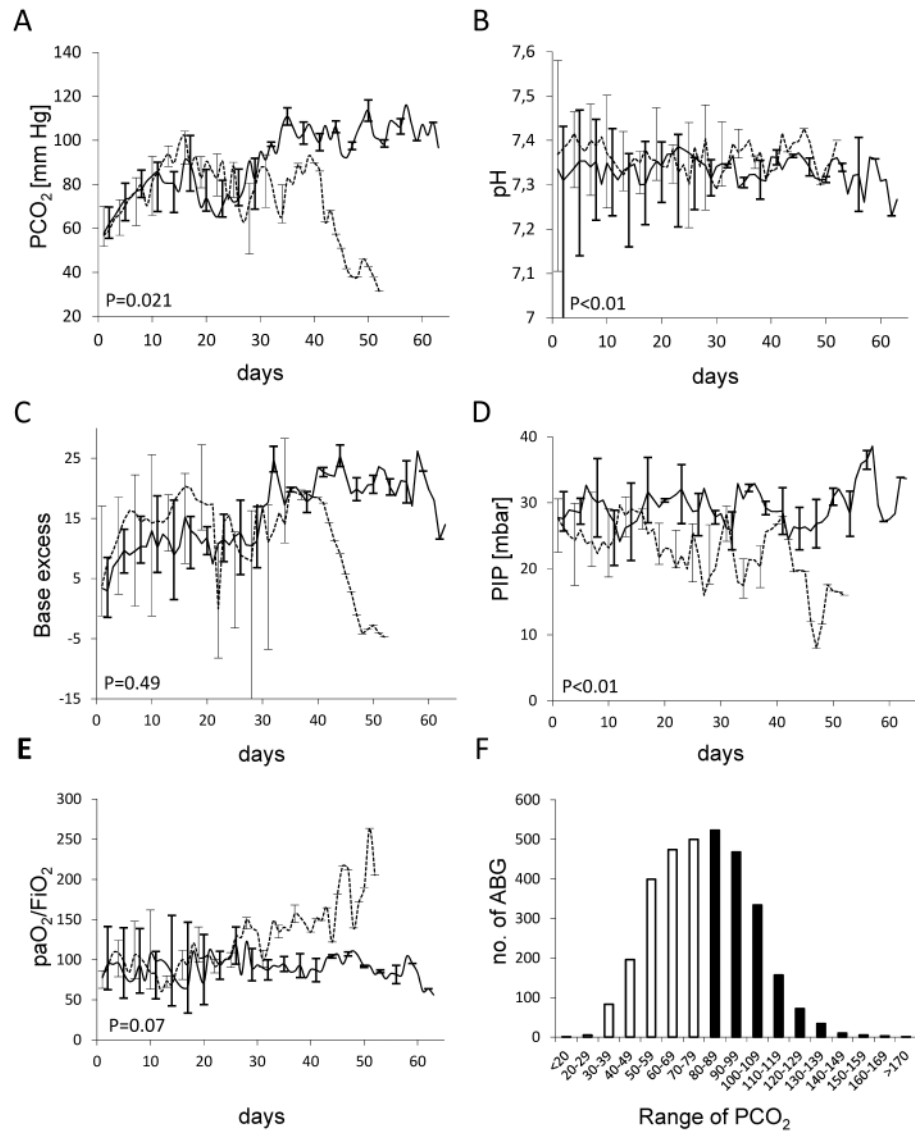 A
PCO2 [mm Hg]
140
120
100
80
60
40
20
P=0.021
0 10 20 30 40 50 60
days
B
pH
7,6
7,5
7,4
7,3
7,2
7,1
7
P<0.01
0 10 20 30 40 50 60
days
C
Base excess
25
15
5
-5
-15
P=0.49
0 10 20 30 40 50 60
days
D
PIP [mbar]
40
30
20
10
0
P<0.01
0 10 20 30 40 50 60
days
E
paO2/FiO2
300
250
200
150
100
50
0
P=0.07
0 10 20 30 40 50 60
days
F
no. of ABG
600
500
400
300
200
100
0
<20 20-29 30-39 40-49 50-59 60-69 70-79 80-89 90-99 100-109 110-119 120-129 130-139 140-149 150-159 160-169 >170
Range of PCO2